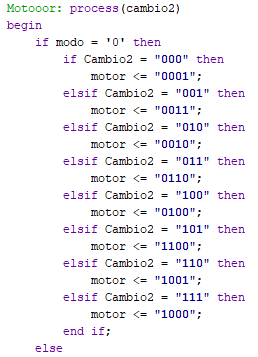 Motooor: process(cambio2)
begin
if modo = '0' then
if Cambio2 = "000" then
motor <= "0001";
elsif Cambio2 = "001" then
motor <= "0011";
elsif Cambio2 = "010" then
motor <= "0010";
elsif Cambio2 = "011" then
motor <= "0110";
elsif Cambio2 = "100" then
motor <= "0100";
elsif Cambio2 = "101" then
motor <= "1100";
elsif Cambio2 = "110" then
motor <= "1001";
elsif Cambio2 = "111" then
motor <= "1000";
end if;
else